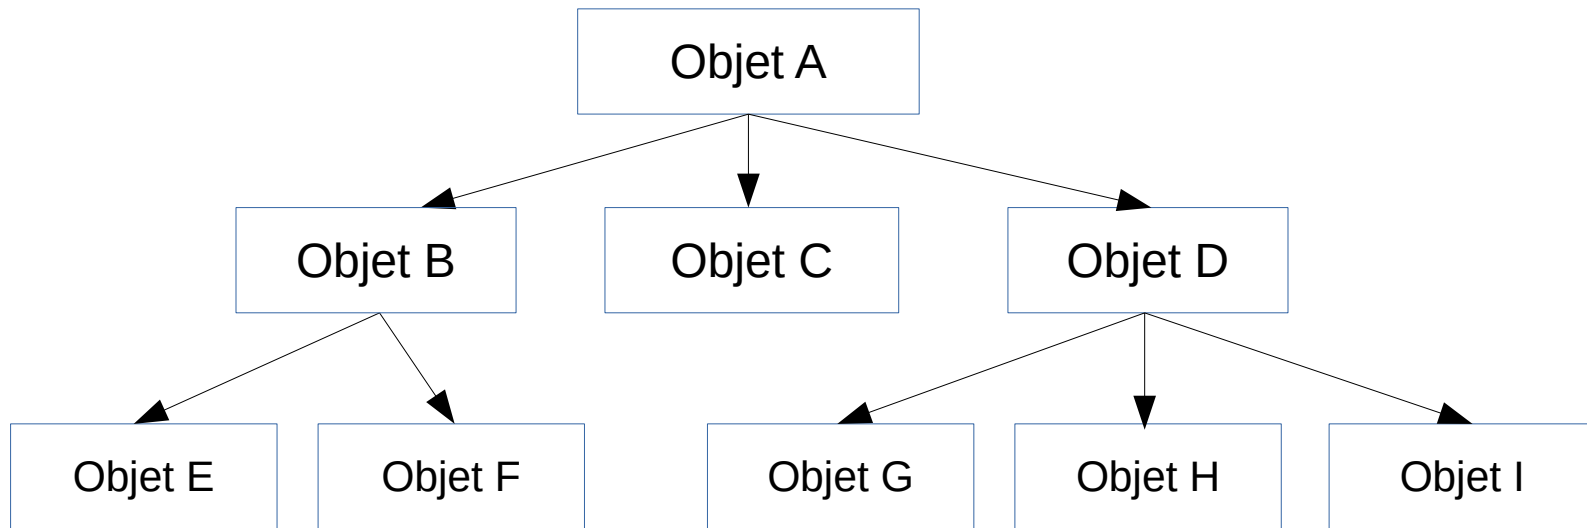 Objet A
Objet B
Objet C
Objet D
Objet E
Objet F
Objet G
Objet H
Objet I